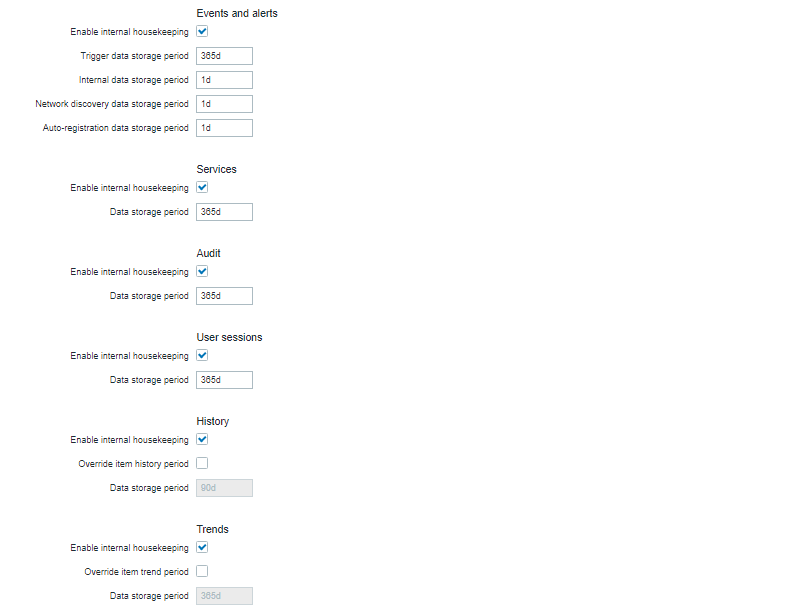 Events and alerts
Enable internal housekeeping
Trigger data storage period 365d
Internal data storage period 1d
Network discovery data storage period 1d
Auto-registration data storage period 1d
Services
Enable internal housekeeping
Data storage period 365d
Audit
Enable internal housekeeping
Data storage period 365d
User sessions
Enable internal housekeeping
Data storage period 365d
History
Enable internal housekeeping
Override item history period
Data storage period 90d
Trends
Enable internal housekeeping
Override item trend period
Data storage period 365d